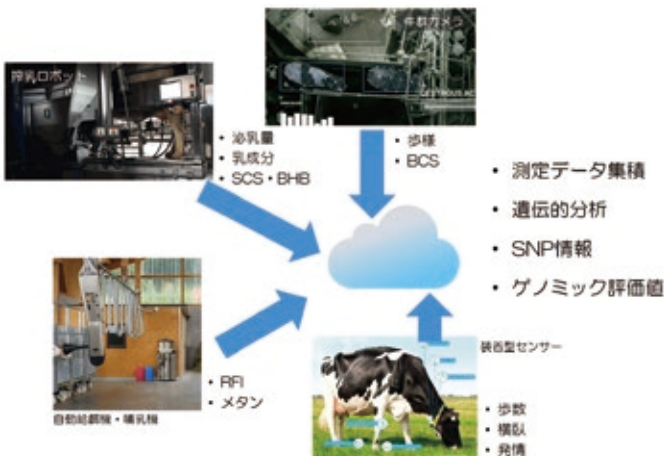 搾乳ロボット
牛群カメラ
OESTROUS AC
・泌乳量
・乳成分
・SCS・BHB
・歩様
・BCS
・測定データ集積
・遺伝的分析
・SNP情報
・ゲノミック評価値
・RFI
・メタン
自動給餌機・哺乳機
装着型センサー
・歩数
・横臥
・発情